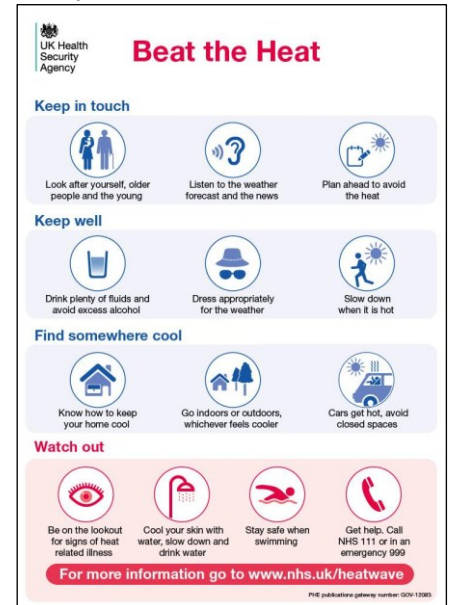 UK Health
Security
Agency
Beat the Heat
Keep in touch
Look after yourself, older
people and the young
Listen to the weather
forecast and the news
Plan ahead to avoid
the heat
Keep well
Drink plenty of fluids and
avoid excess alcohol
Dress appropriately
for the weather
Slow down
when it is hot
Find somewhere cool
Know how to keep
your home cool
Go indoors or outdoors,
whichever feels cooler
Cars get hot, avoid
closed spaces
Watch out
Be on the lookout
for signs of heat
related illness
Cool your skin with
water, slow down and
drink water
Stay safe when
swimming
Get help. Call
NHS 111 or in an
emergency 999
For more information go to www.nhs.uk/heatwave
PHE publications gateway number: GOV-12083